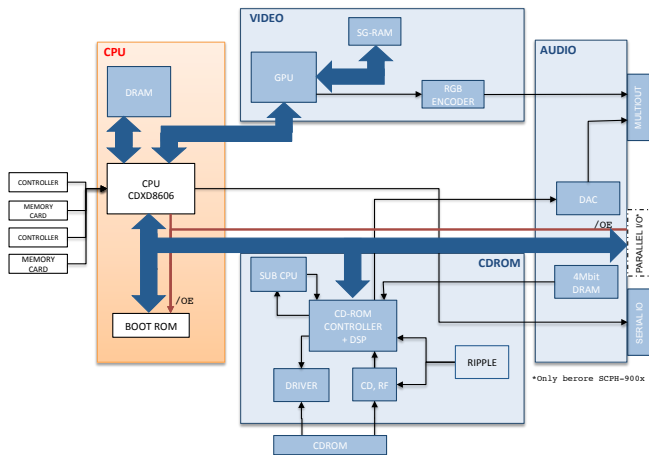 VIDEO
SG-RAM
CPU
AUDIO
GPU
DRAM
RGB
ENCODER
MULTIOUT
CPU
CDXD8606
CONTROLLER
MEMORY
CARD
CONTROLLER
MEMORY
CARD
DAC
/OE
PARALLEL I/O*
CDROM
SUB CPU
4Mbit
DRAM
/OE
BOOT ROM
CD-ROM
CONTROLLER
+ DSP
SERIAL IO
RIPPLE
DRIVER
CD, RF
*Only berore SCPH-900x
CDROM